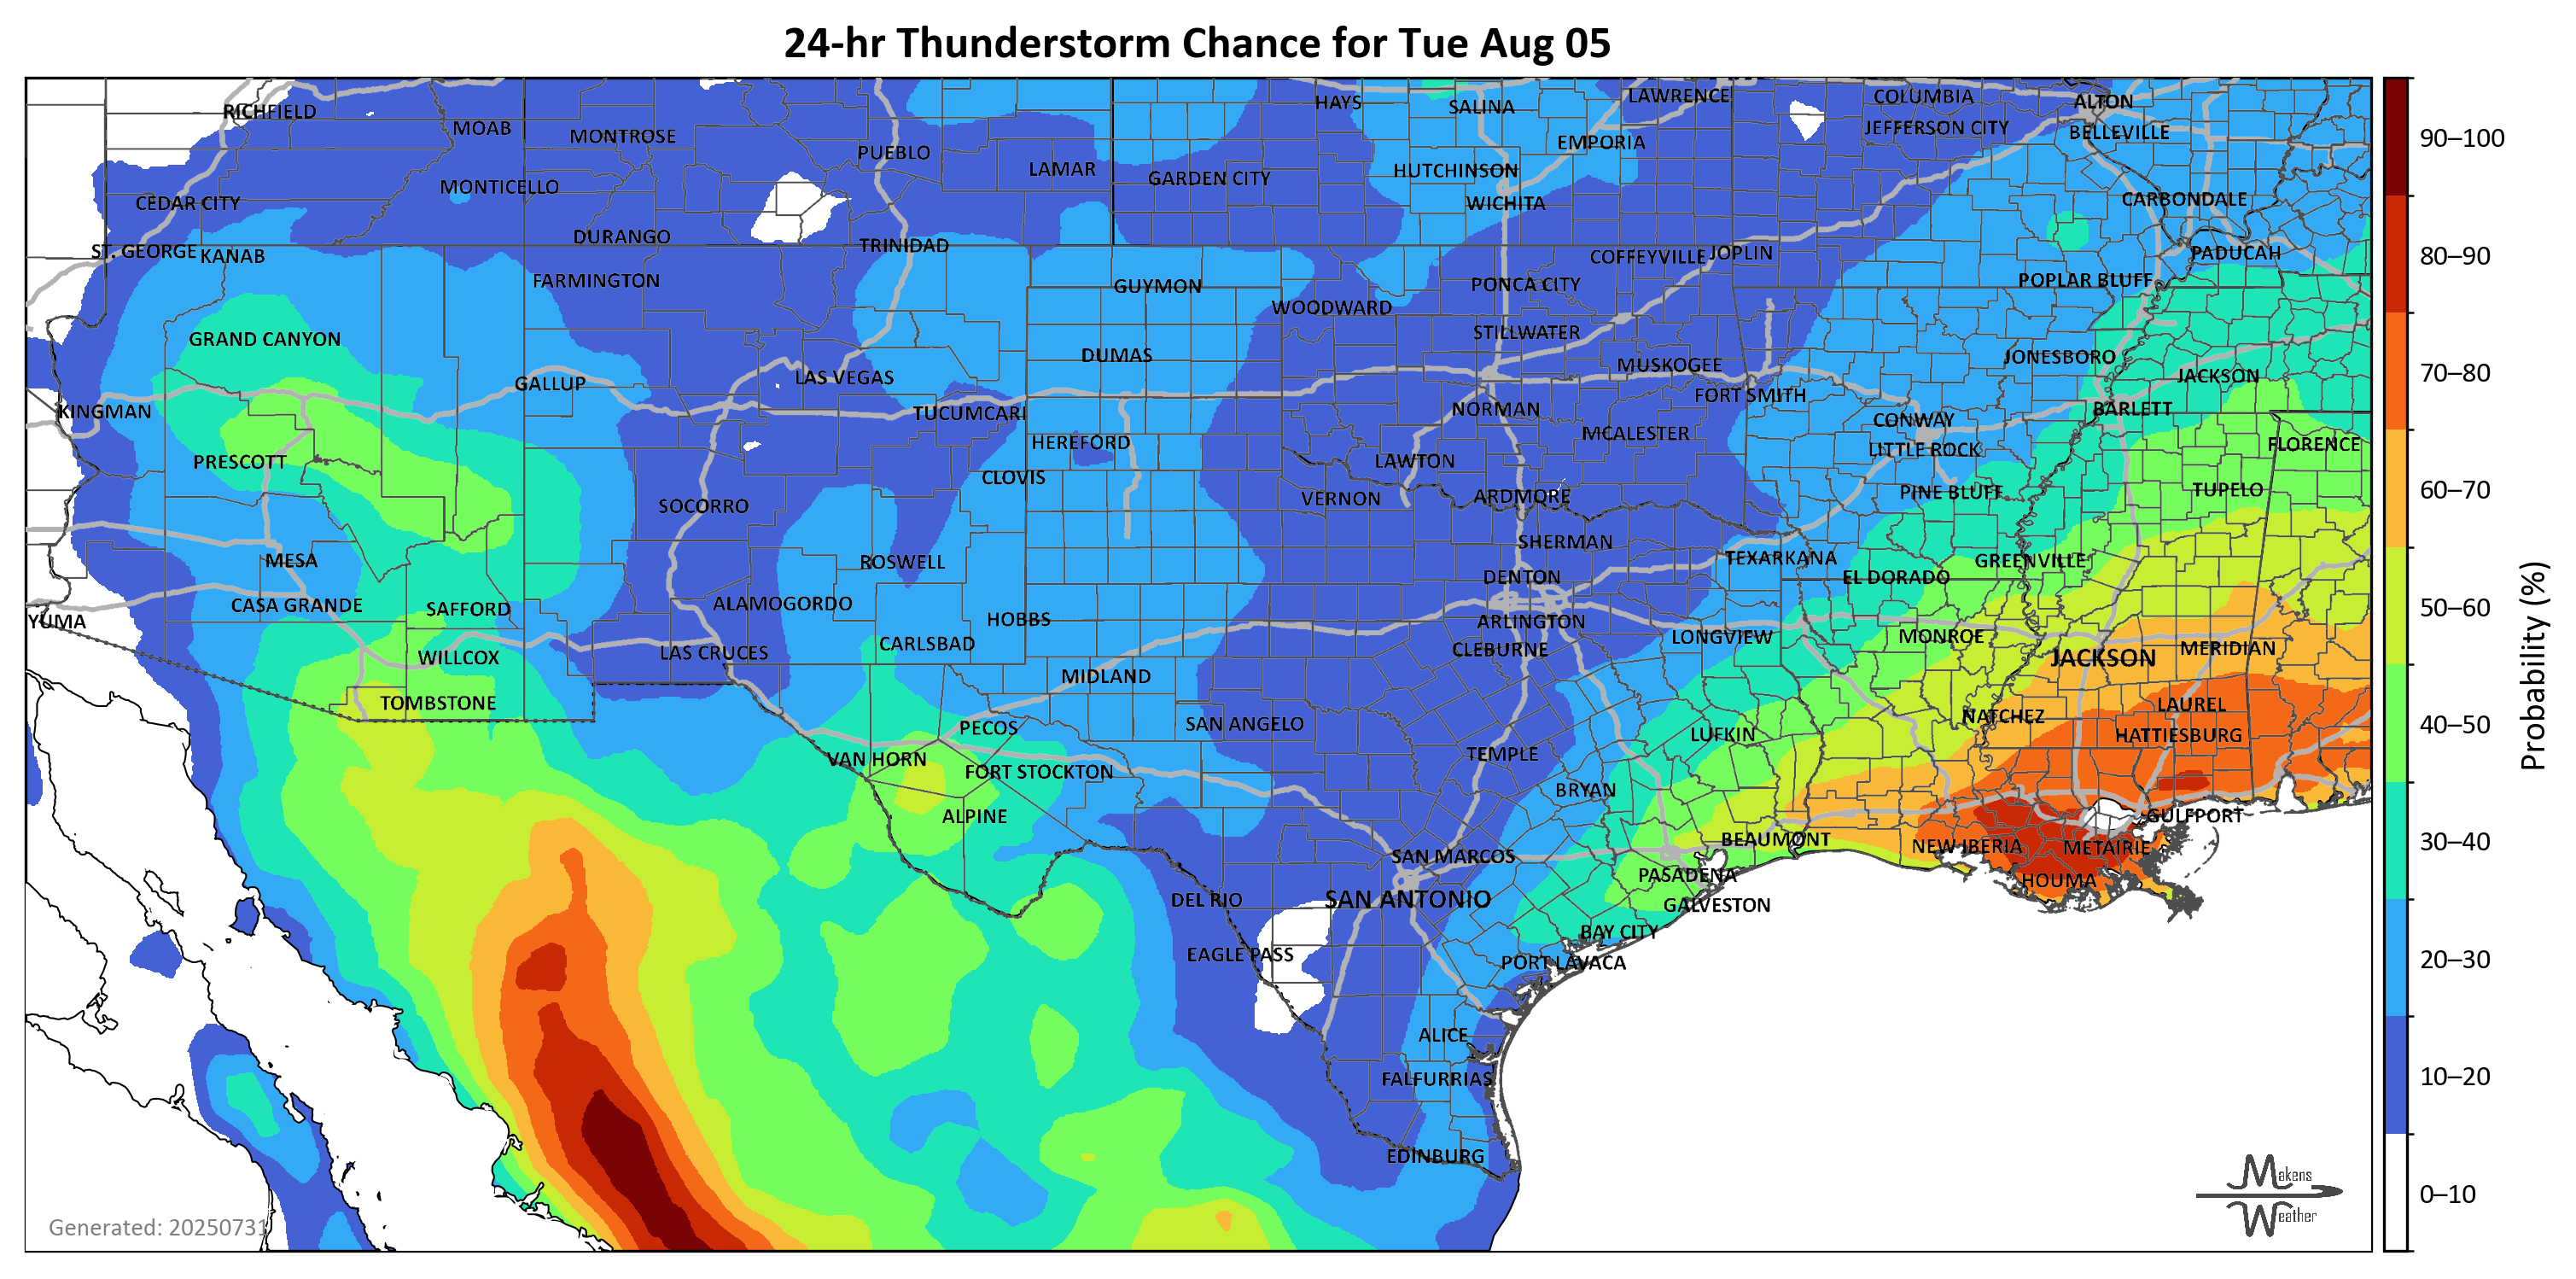 24-hr Thunderstorm Chance for Tue Aug 05
RICHFIELD
MOAB
MONTROSE
PUEBLO
LAMAR
HAYS
SALINA
LAWRENCE
COLUMBIA
ALTON
JEFFERSON CITY
BELLEVILLE
EMPORIA
GARDEN CITY
HUTCHINSON
MONTICELLO
CEDAR CITY
WICHITA
CARBONDALE
DURANGO
TRINIDAD
ST. GEORGE
KANAB
COFFEYVILLE
JOPLIN
PADUCAH
FARMINGTON
GUYMON
PONCA CITY
POPLAR BLUFF
WOODWARD
GRAND CANYON
STILLWATER
DUMAS
JONESBORO
MUSKOGEE
LAS VEGAS
JACKSON
GALLUP
FORT SMITH
KINGMAN
TUCUMCARI
NORMAN
BARLETT
CONWAY
HEREFORD
MCALESTER
LITTLE ROCK
FLORENCE
PRESCOTT
LAWTON
CLOVIS
VERNON
ARDMORE
PINE BLUFF
TUPELO
SOCORRO
SHERMAN
MESA
ROSWELL
TEXARKANA
GREENVILLE
DENTON
EL DORADO
CASA GRANDE
SAFFORD
ALAMOGORDO
YUMA
HOBBS
ARLINGTON
LONGVIEW
MONROE
WILLCOX
LAS CRUCES
CARLSBAD
CLEBURNE
JACKSON
MERIDIAN
MIDLAND
TOMBSTONE
LAUREL
PECOS
SAN ANGELO
NATCHEZ
LUFKIN
HATTIESBURG
VAN HORN
FORT STOCKTON
TEMPLE
BRYAN
ALPINE
GULFPORT
BEAUMONT
NEW IBERIA
METAIRIE
SAN MARCOS
PASADENA
HOUMA
DEL RIO
SAN ANTONIO
GALVESTON
BAY CITY
EAGLE PASS
PORT LAVACA
ALICE
FALFURRIAS
EDINBURG
Generated: 20250731
Makens
Weather
90–100
80–90
70–80
60–70
50–60
40–50
30–40
20–30
10–20
0–10
Probability (%)